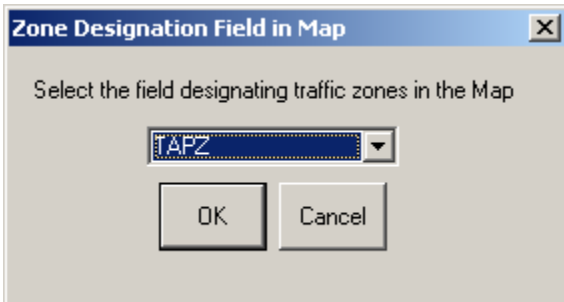 Zone Designation Field in Map
Select the field designating traffic zones in the Map
TAPZ
OK Cancel